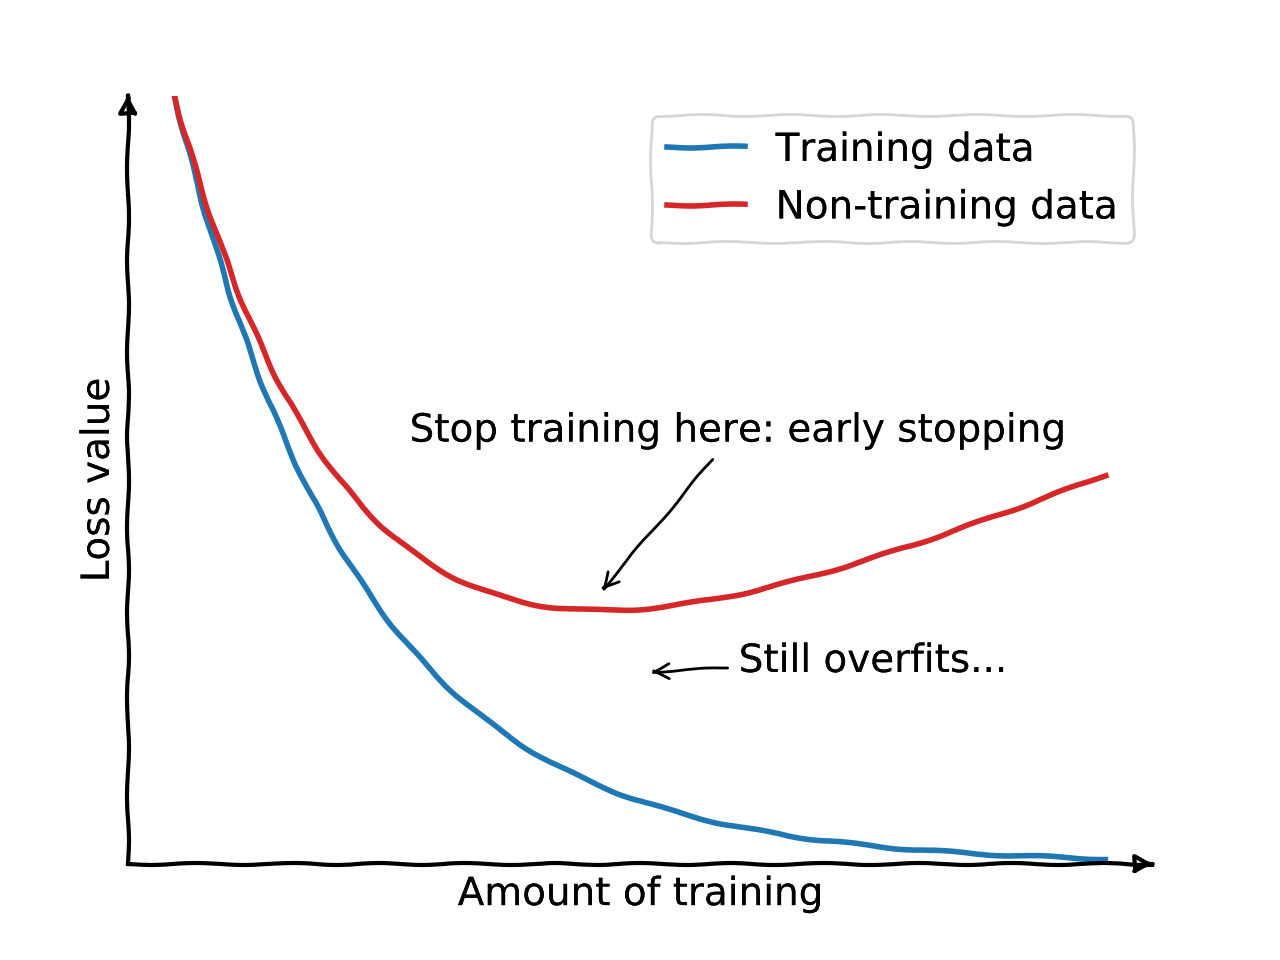 Training data
Non-training data
Stop training here: early stopping
Still overfits...
Loss value
Amount of training